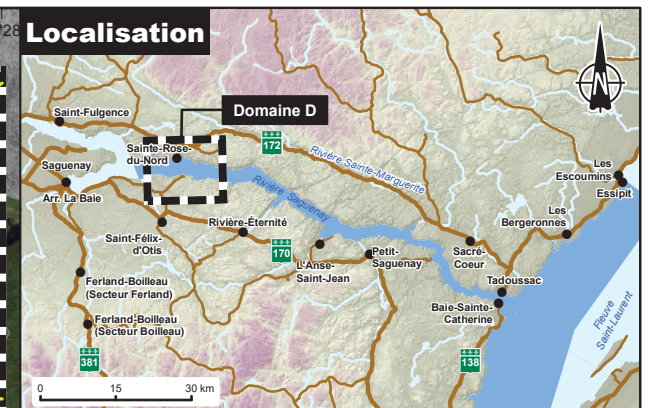 28
Localisation
N
Saint-Fulgence
Domaine D
Sainte-Rose-
du-Nord
172
Rivière Sainte-Marguerite
Saguenay
Arr. La Baie
Rivière Saguenay
Les
Escoumins
Essipit
Les
Bergeronnes
Rivière-Éternité
Saint-Félix-
d'Otis
170
L'Anse-
Saint-Jean
Petit-
Saguenay
Sacré-
Coeur
Tadoussac
Ferland-Boilleau
(Secteur Ferland)
Baie-Sainte-
Catherine
Ferland-Boilleau
(Secteur Boilleau)
Fleuve
Saint-Laurent
381
138
0 15 30 km